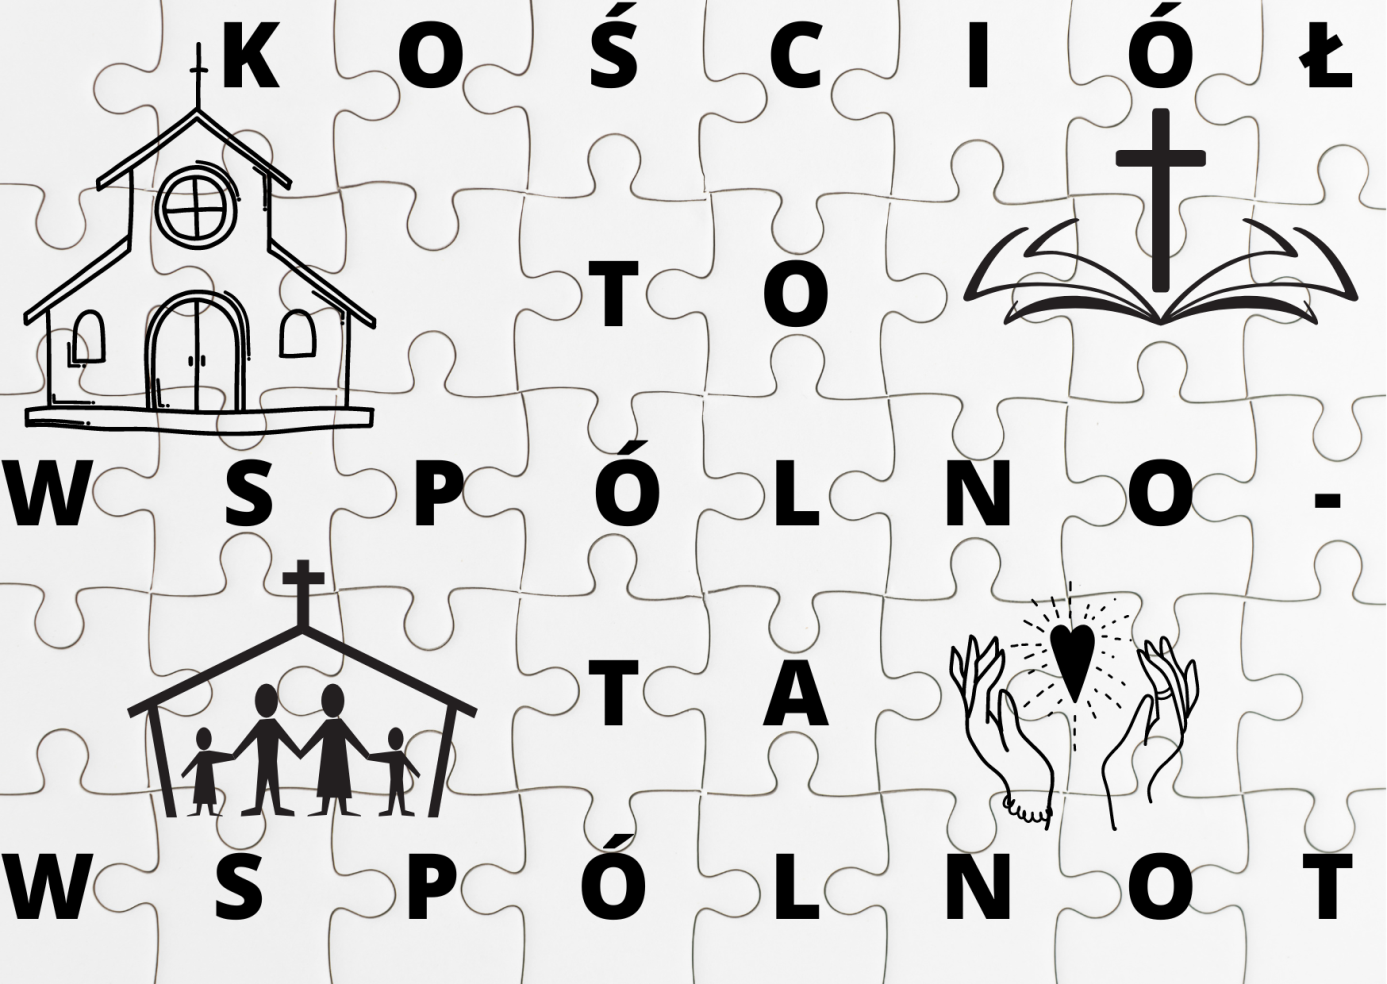 KOŚCIÓŁ
TO
WSPÓLNO-
TA
WSPÓLNOT